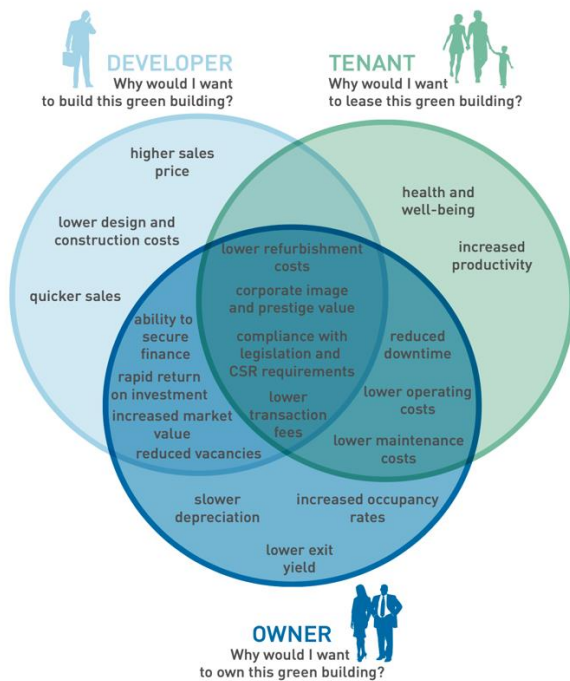 DEVELOPER
Why would I want
to build this green building?
TENANT
Why would I want
to lease this green building?
higher sales
price
lower design and
construction costs
quicker sales
health and
well-being
increased
productivity
lower refurbishment
costs
corporate image
and prestige value
compliance with
legislation and
CSR requirements
lower
transaction
fees
ability to
secure
finance
rapid return
on investment
increased market
value
reduced vacancies
reduced
downtime
lower operating
costs
lower maintenance
costs
slower
depreciation
increased occupancy
rates
lower exit
yield
OWNER
Why would I want
to own this green building?